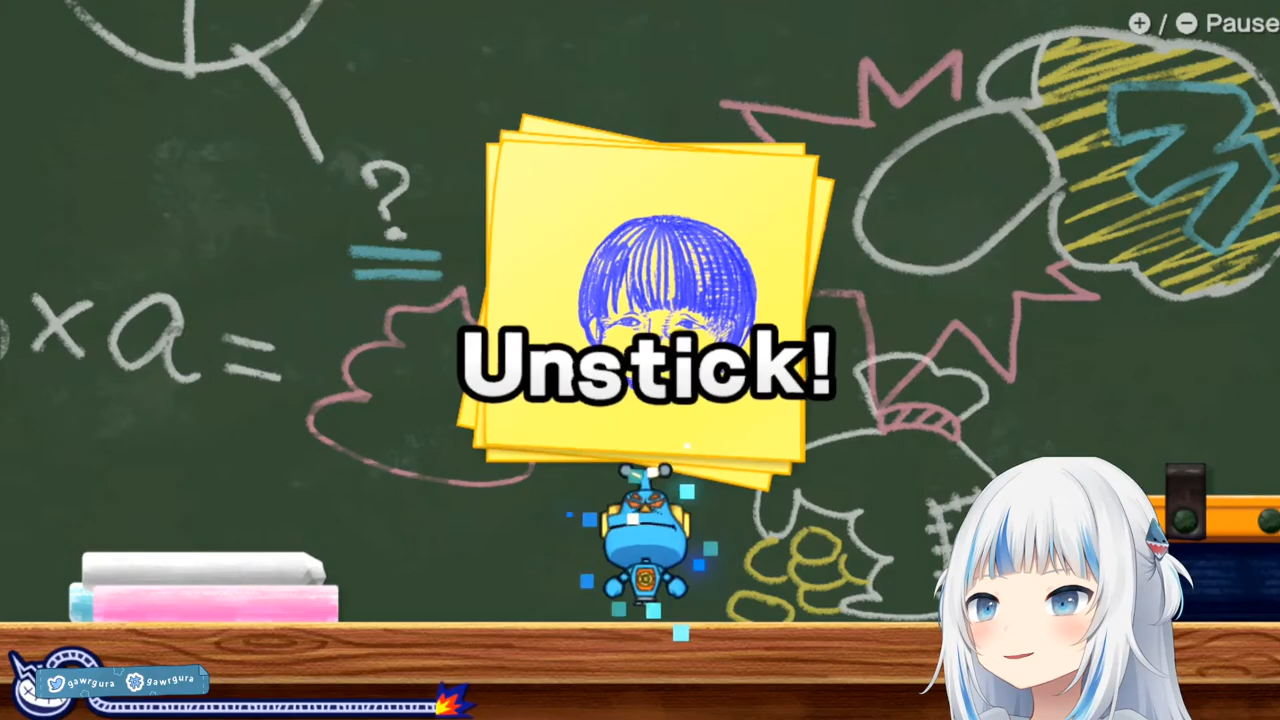 + / - Pause
?
x a =
Unstick!
gawrgura gawrgura